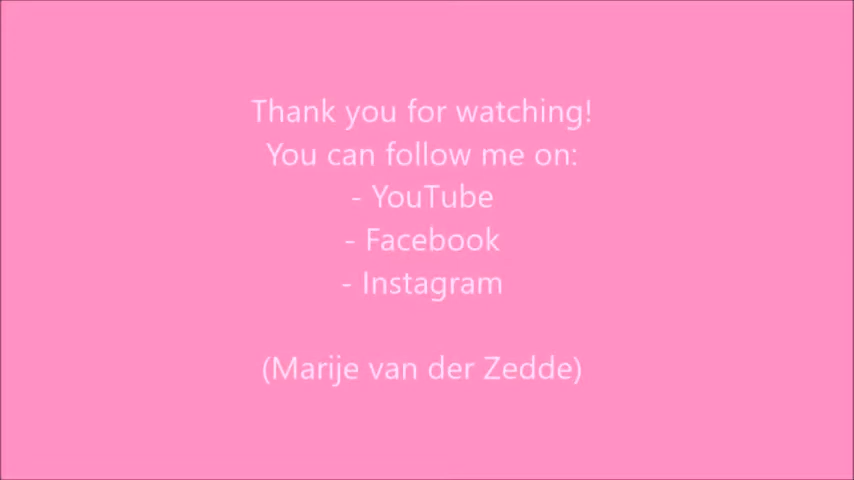 Thank you for watching!
You can follow me on:
- YouTube
- Facebook
- Instagram
(Marije van der Zedde)